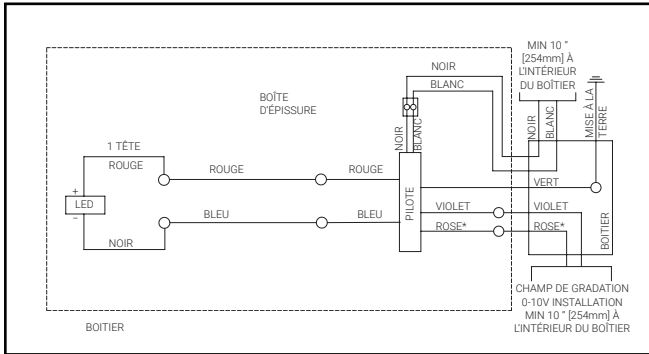 MIN 10 "
[254mm] À
L'INTÉRIEUR
DU BOÎTIER
NOIR
BLANC
BOÎTE
D'ÉPISSURE
NOIR
BLANC
NOIR
BLANC
MISE À LA
TERRE
1 TÊTE
ROUGE
ROUGE
ROUGE
+
LED
–
NOIR
BLEU
BLEU
PILOTE
VERT
VIOLET
VIOLET
ROSE*
ROSE*
BOITIER
CHAMP DE GRADATION
0-10V INSTALLATION
MIN 10 " [254mm] À
L'INTÉRIEUR DU BOÎTIER
BOITIER